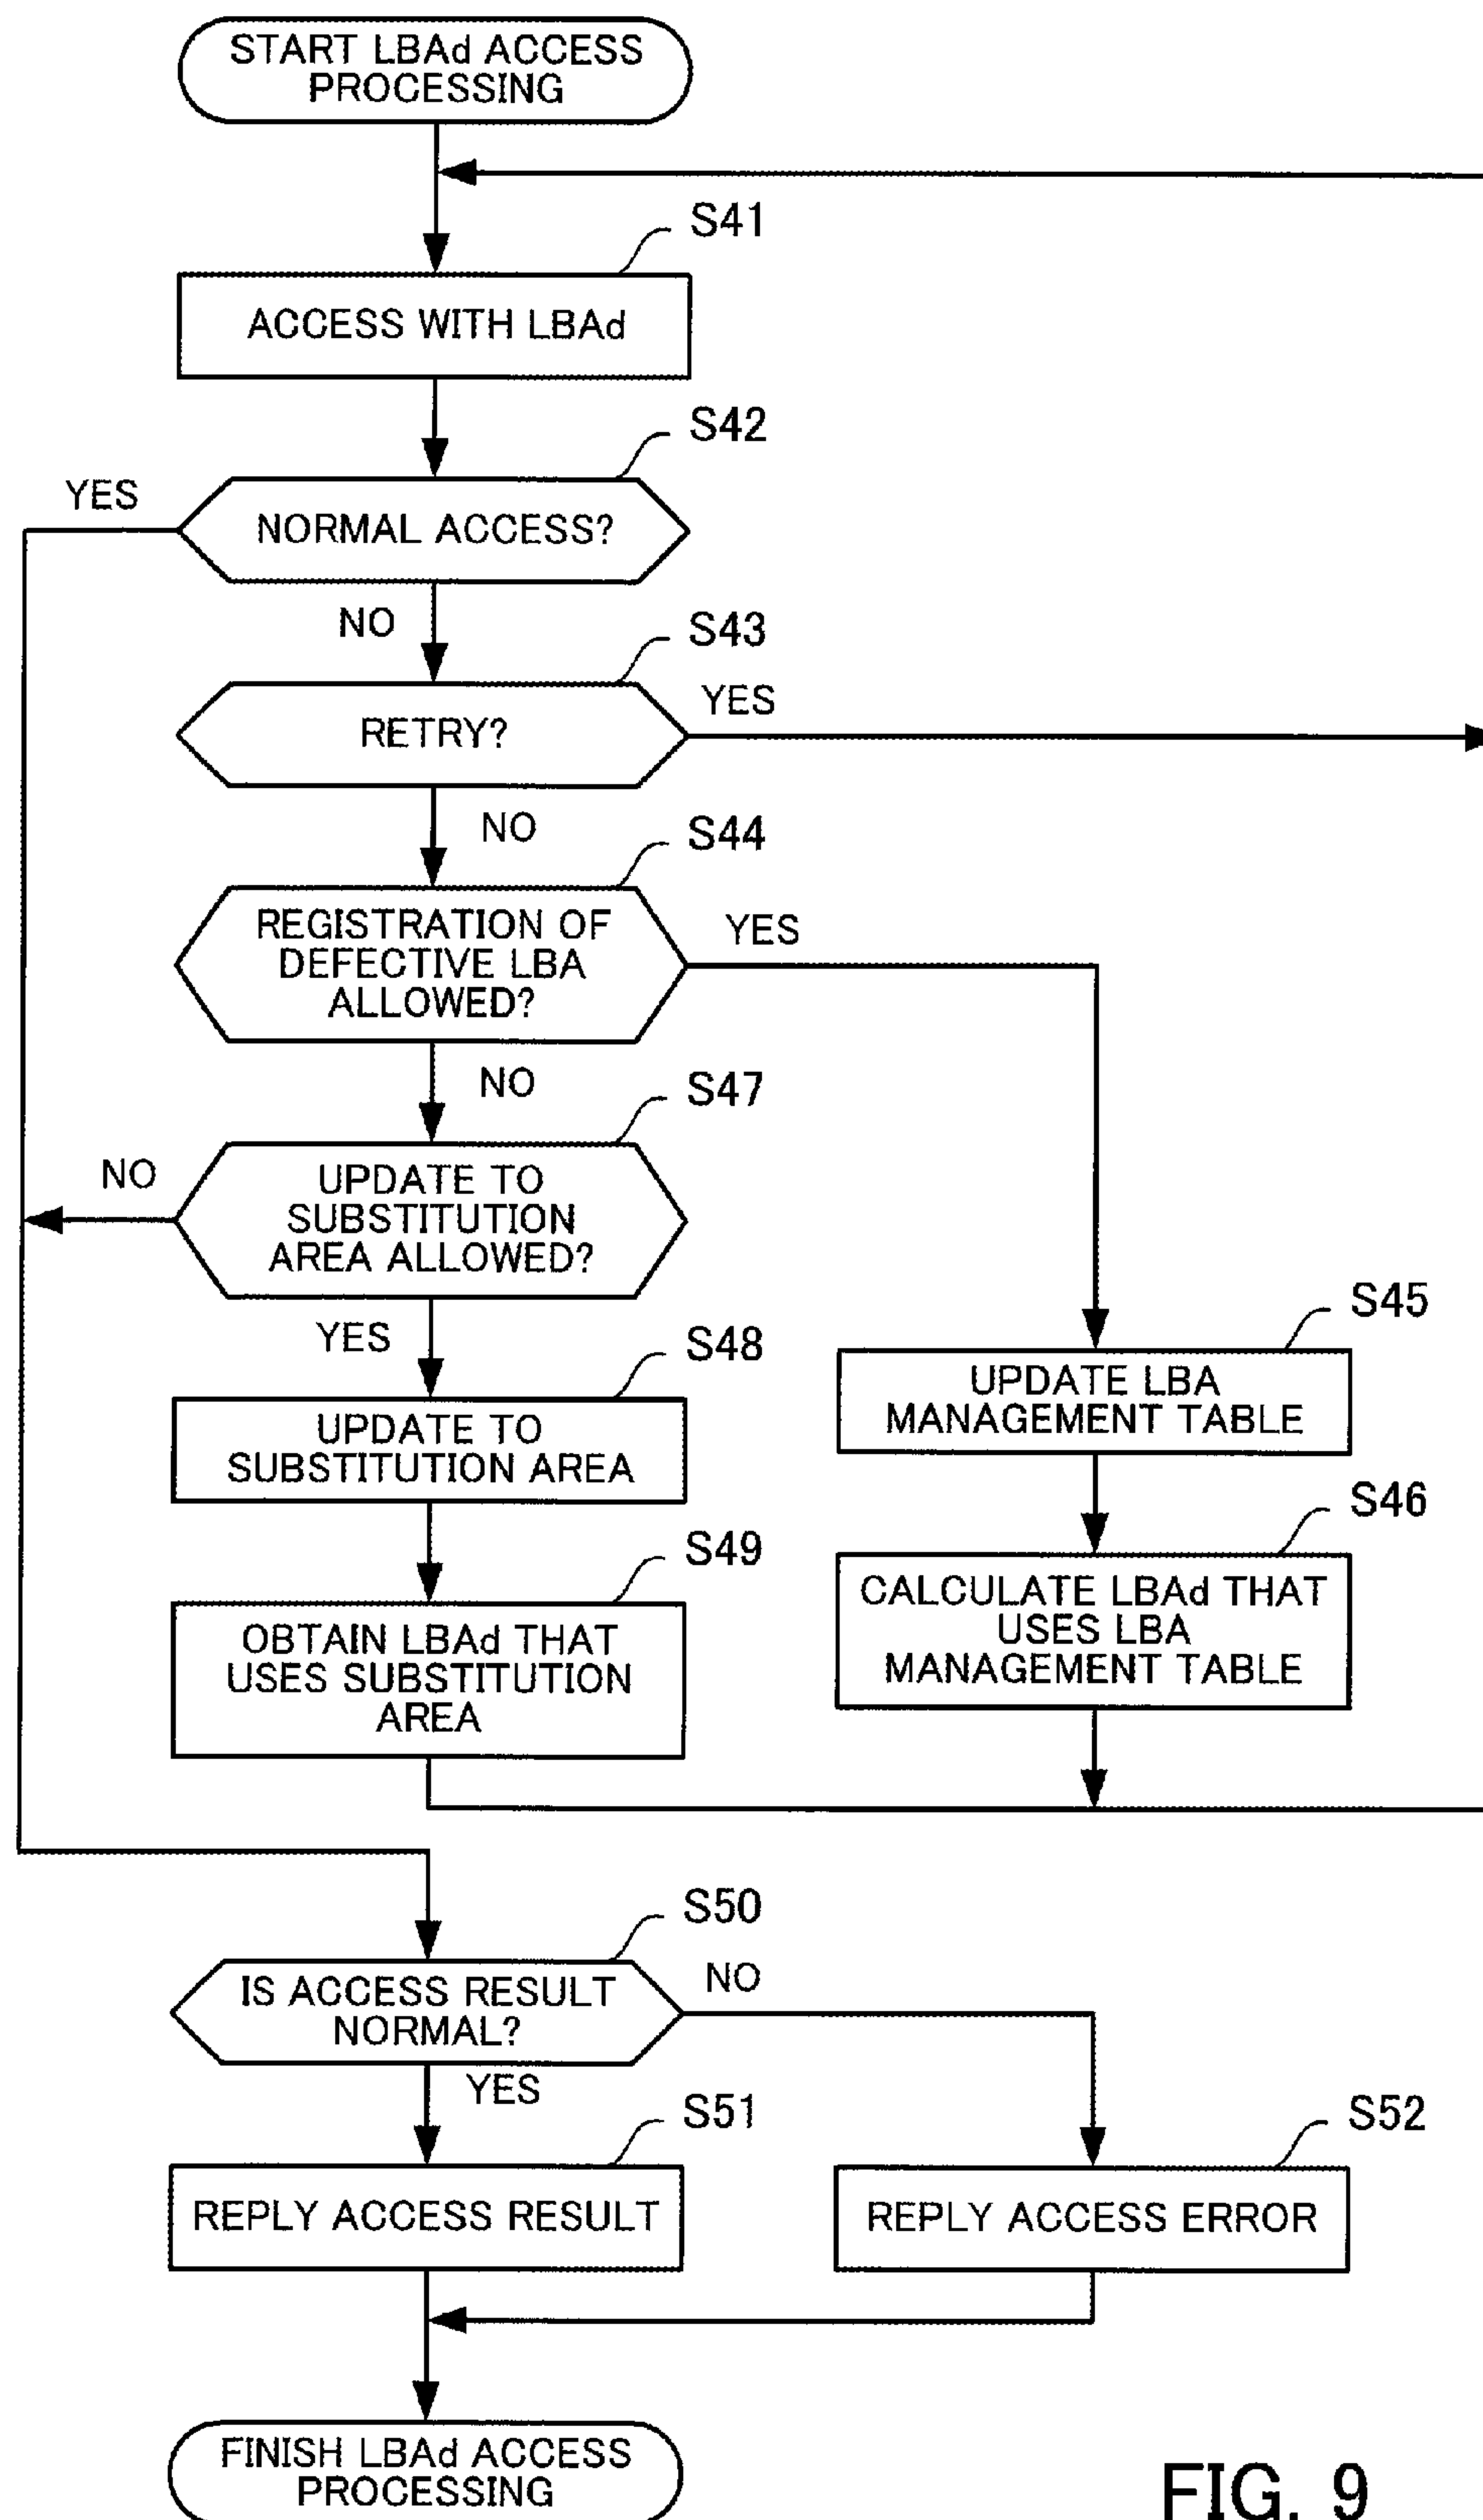 START LBAd ACCESS
PROCESSING
S41
ACCESS WITH LBAd
S42
YES
NORMAL ACCESS?
NO
S43
YES
RETRY?
NO
S44
REGISTRATION OF
DEFECTIVE LBA
ALLOWED?
YES
NO
S47
NO
UPDATE TO
SUBSTITUTION
AREA ALLOWED?
YES
S48
UPDATE TO
SUBSTITUTION AREA
S45
UPDATE LBA
MANAGEMENT TABLE
S49
OBTAIN LBAd THAT
USES SUBSTITUTION
AREA
S46
CALCULATE LBAd THAT
USES LBA
MANAGEMENT TABLE
S50
IS ACCESS RESULT
NORMAL?
NO
YES
S51
REPLY ACCESS RESULT
S52
REPLY ACCESS ERROR
FINISH LBAd ACCESS
PROCESSING
FIG. 9